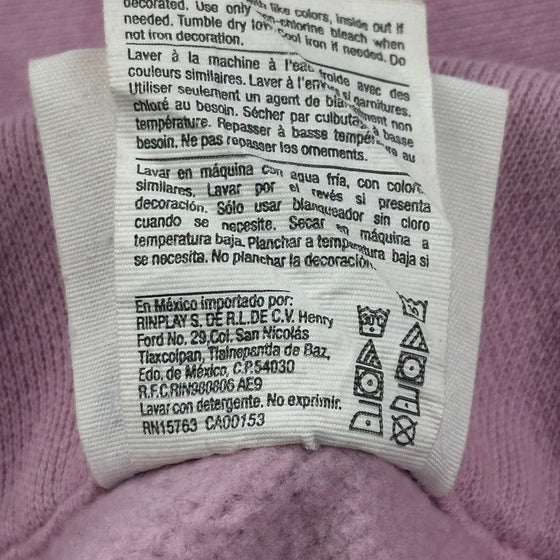 decorated. Use only non-chlorine bleach when
like colors, inside out if
needed. Tumble dry low. Cool iron if needed. Do
not iron decoration.
Laver à la machine à l'eau froide avec des
couleurs similaires. Laver à l'envers si garnitures.
Utiliser seulement un agent de blanchiment non
chloré au besoin. Sécher par culbutage à basse
température. Repasser à basse température au
besoin. Ne pas repasser les ornements.
Lavar en máquina con agua fría, con colores
similares. Lavar por el revés si presenta
decoración. Sólo usar blanqueador sin cloro
cuando se necesite. Secar en máquina a
temperatura baja. Planchar a temperatura baja si
se necesita. No planchar la decoración.
En México importado por:
RINPLAY S. DE R.L. DE C.V. Henry
Ford No. 29, Col. San Nicolás
Tlaxcolpan, Tlalnepantla de Baz,
Edo. de México, C.P. 54030
R.F.C.RIN980806 AE9
Lavar con detergente. No exprimir.
RN15763 CA00153